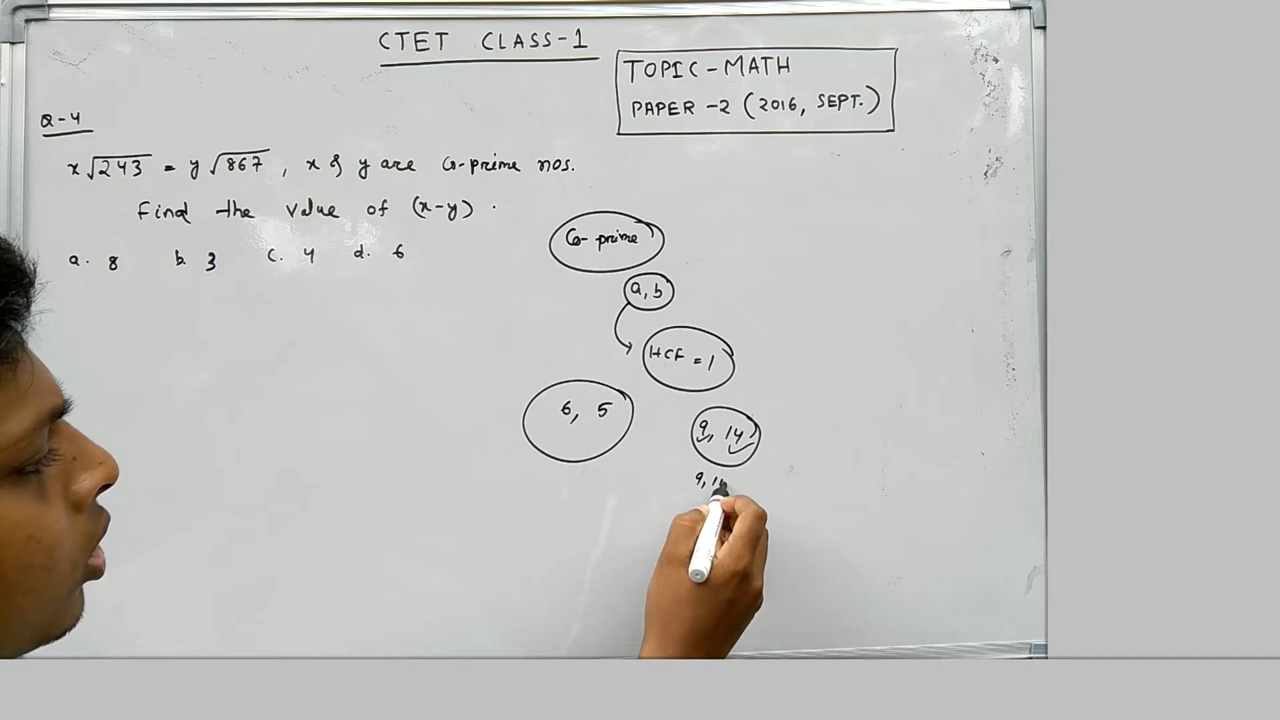 CTET CLASS-1
TOPIC-MATH
PAPER -2 (2016, SEPT.)
Q-4
x√243 = y√867, x & y are Co-prime nos.
Find the value of (x-y).
a. 8 b. 3 c. 4 d. 6
Co-prime
a, b
HCF = 1
6, 5
9, 14
9,